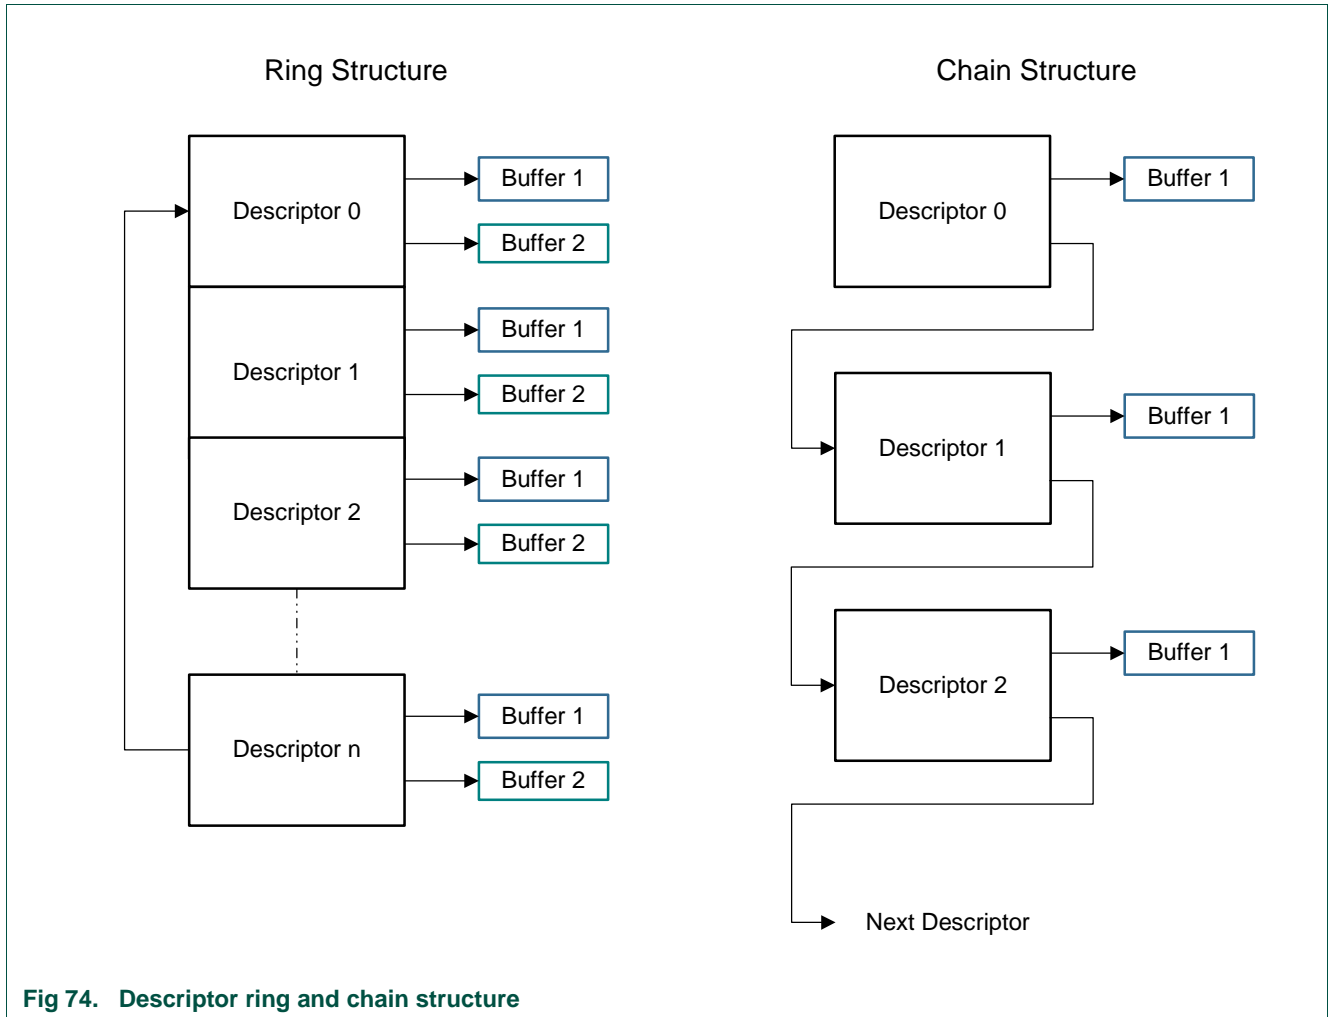 Ring Structure
Descriptor 0
Buffer 1
Buffer 2
Descriptor 1
Buffer 1
Buffer 2
Descriptor 2
Buffer 1
Buffer 2
Descriptor n
Buffer 1
Buffer 2
Chain Structure
Descriptor 0
Buffer 1
Descriptor 1
Buffer 1
Descriptor 2
Buffer 1
Next Descriptor
Fig 74. Descriptor ring and chain structure